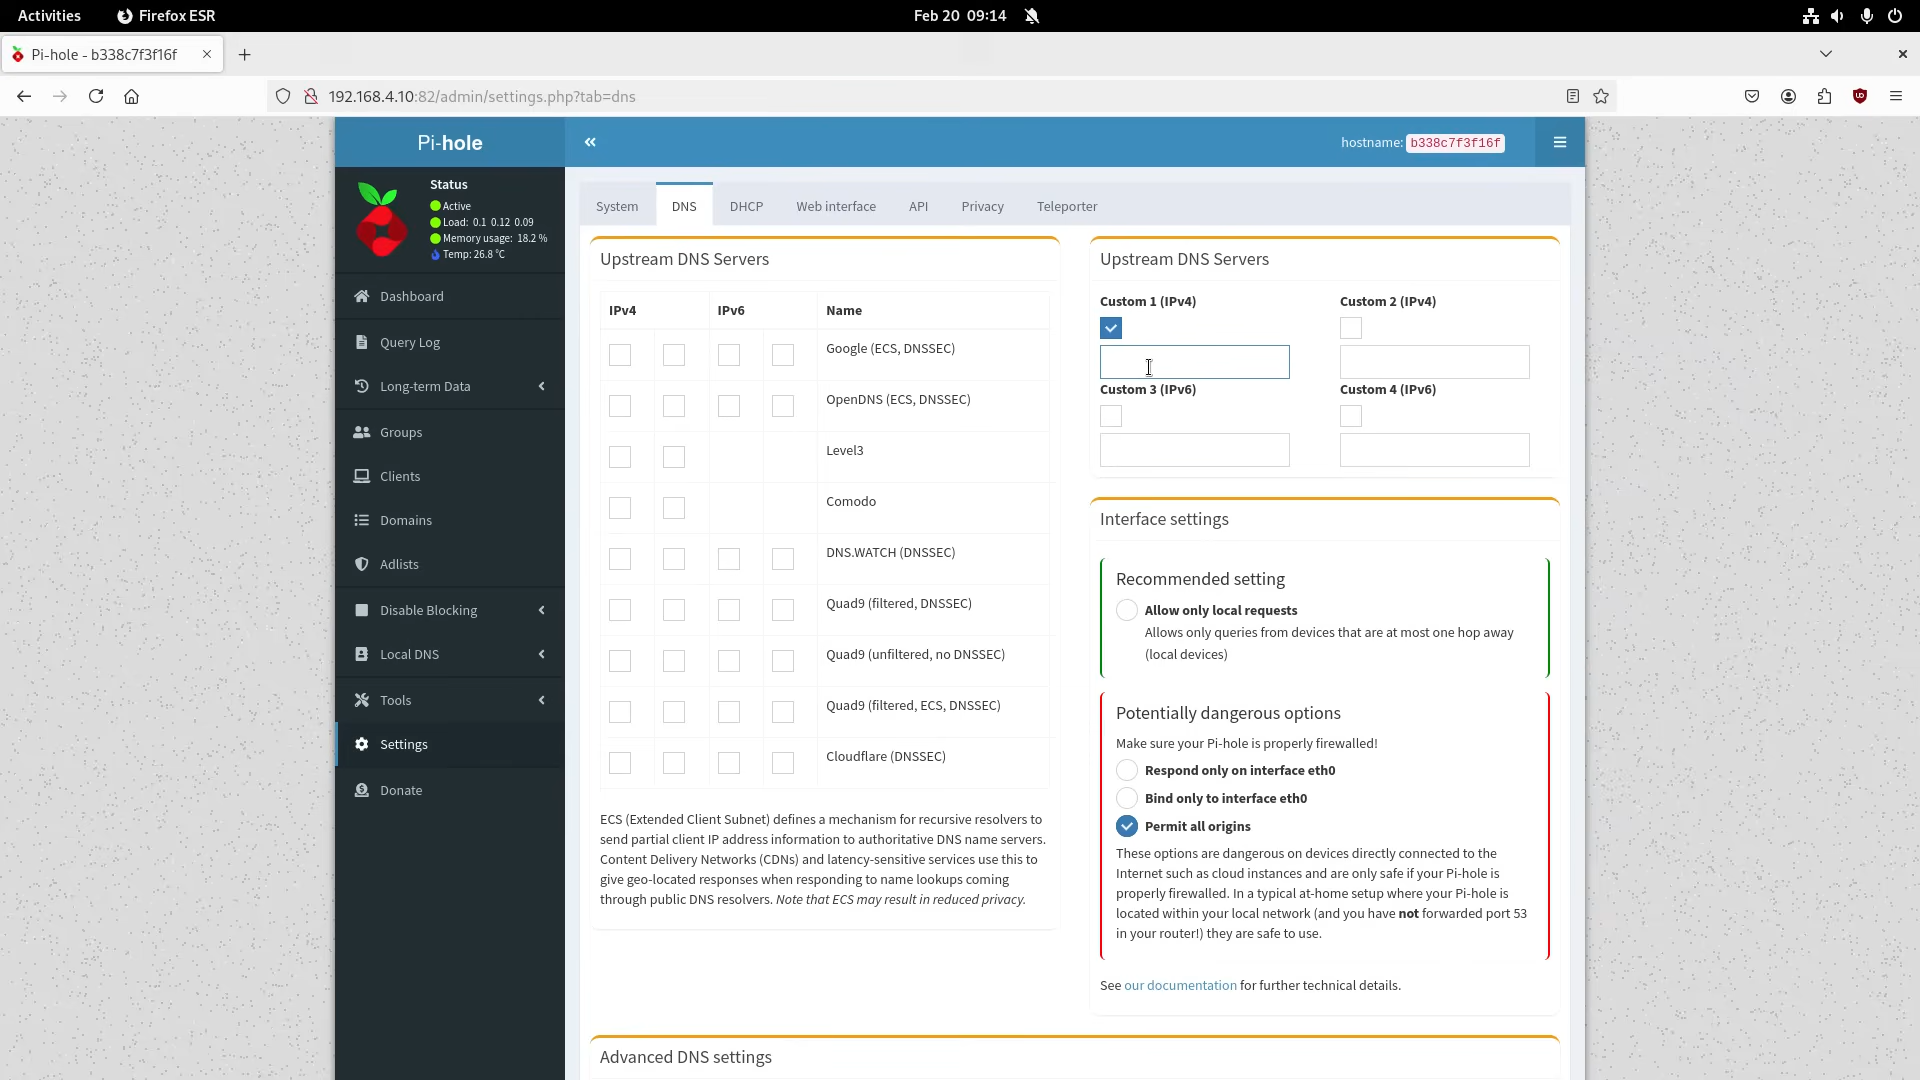 Activities
Firefox ESR
Feb 20 09:14
Pi-hole - b338c7f3f16f
192.168.4.10:82/admin/settings.php?tab=dns
Pi-hole
hostname: b338c7f3f16f
Status
Active
Load: 0.1 0.12 0.09
Memory usage: 18.2 %
Temp: 26.8 °C
Dashboard
Query Log
Long-term Data
Groups
Clients
Domains
Adlists
Disable Blocking
Local DNS
Tools
Settings
Donate
System
DNS
DHCP
Web interface
API
Privacy
Teleporter
Upstream DNS Servers
IPv4
IPv6
Name
Google (ECS, DNSSEC)
OpenDNS (ECS, DNSSEC)
Level3
Comodo
DNS.WATCH (DNSSEC)
Quad9 (filtered, DNSSEC)
Quad9 (unfiltered, no DNSSEC)
Quad9 (filtered, ECS, DNSSEC)
Cloudflare (DNSSEC)
ECS (Extended Client Subnet) defines a mechanism for recursive resolvers to
send partial client IP address information to authoritative DNS name servers.
Content Delivery Networks (CDNs) and latency-sensitive services use this to
give geo-located responses when responding to name lookups coming
through public DNS resolvers. Note that ECS may result in reduced privacy.
Upstream DNS Servers
Custom 1 (IPv4)
Custom 2 (IPv4)
Custom 3 (IPv6)
Custom 4 (IPv6)
Interface settings
Recommended setting
Allow only local requests
Allows only queries from devices that are at most one hop away
(local devices)
Potentially dangerous options
Make sure your Pi-hole is properly firewalled!
Respond only on interface eth0
Bind only to interface eth0
Permit all origins
These options are dangerous on devices directly connected to the
Internet such as cloud instances and are only safe if your Pi-hole is
properly firewalled. In a typical at-home setup where your Pi-hole is
located within your local network (and you have not forwarded port 53
in your router!) they are safe to use.
See our documentation for further technical details.
Advanced DNS settings